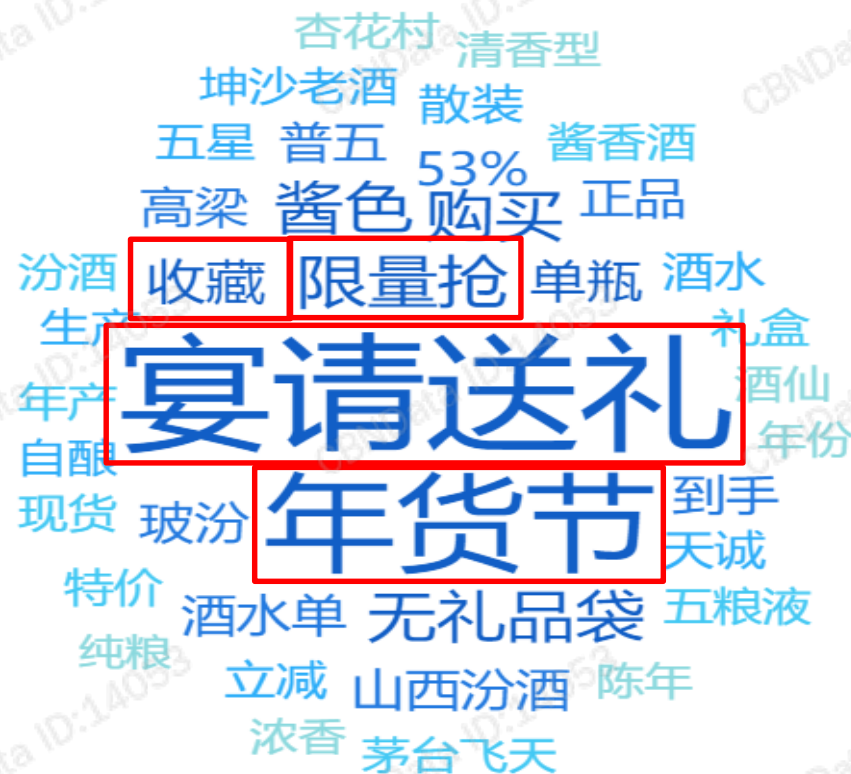 杏花村 清香型
坤沙老酒 散装
五星 普五 53% 酱香酒
高粱 酱色 购买 正品
汾酒 收藏 限量抢 单瓶 酒水
生产 礼盒
宴请送礼
年产 酒仙
自酿 年份
年货节 到手
现货 玻汾 天诚
特价 酒水单 无礼品袋 五粮液
纯粮 立减 山西汾酒 陈年
浓香 茅台飞天
CBNData ID:14053